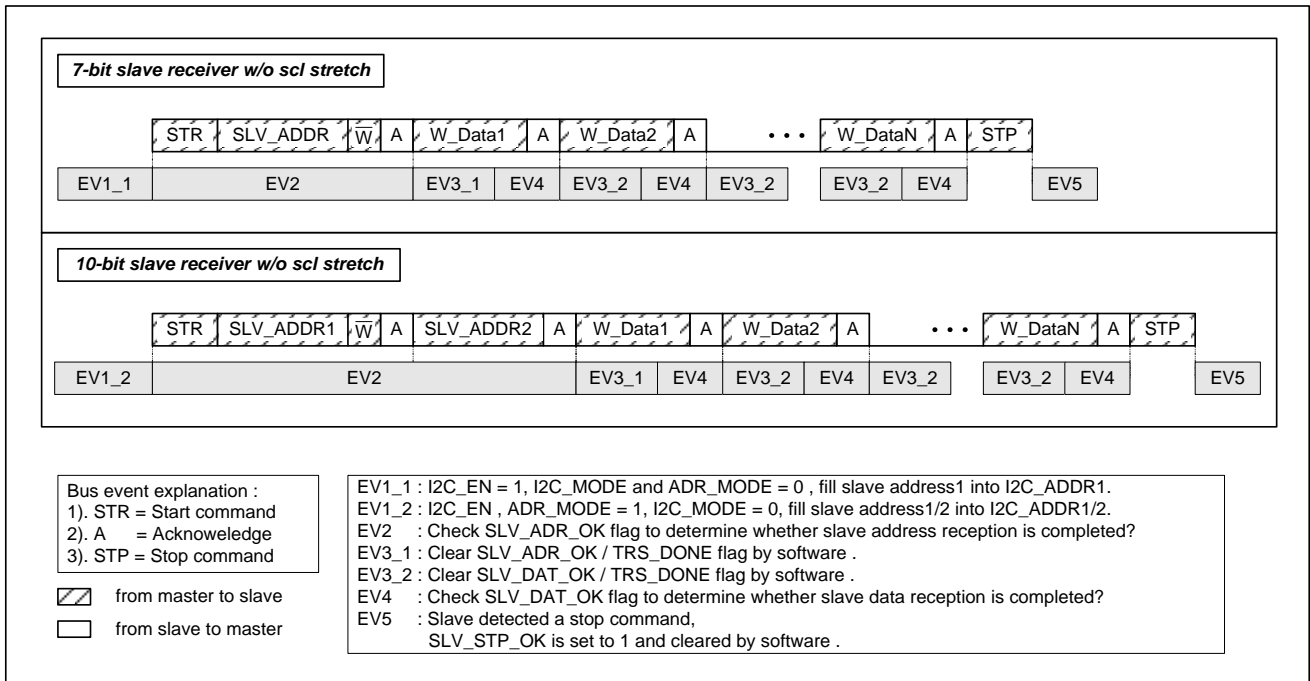 7-bit slave receiver w/o scl stretch
STR SLV_ADDR W̅ A W_Data1 A W_Data2 A • • • W_DataN A STP
EV1_1 EV2 EV3_1 EV4 EV3_2 EV4 EV3_2 EV3_2 EV4 EV5
10-bit slave receiver w/o scl stretch
STR SLV_ADDR1 W̅ A SLV_ADDR2 A W_Data1 A W_Data2 A • • • W_DataN A STP
EV1_2 EV2 EV3_1 EV4 EV3_2 EV4 EV3_2 EV3_2 EV4 EV5
Bus event explanation :
1). STR = Start command
2). A = Acknoweledge
3). STP = Stop command
from master to slave
from slave to master
EV1_1 : I2C_EN = 1, I2C_MODE and ADR_MODE = 0 , fill slave address1 into I2C_ADDR1.
EV1_2 : I2C_EN , ADR_MODE = 1, I2C_MODE = 0, fill slave address1/2 into I2C_ADDR1/2.
EV2 : Check SLV_ADR_OK flag to determine whether slave address reception is completed?
EV3_1 : Clear SLV_ADR_OK / TRS_DONE flag by software .
EV3_2 : Clear SLV_DAT_OK / TRS_DONE flag by software .
EV4 : Check SLV_DAT_OK flag to determine whether slave data reception is completed?
EV5 : Slave detected a stop command,
SLV_STP_OK is set to 1 and cleared by software .